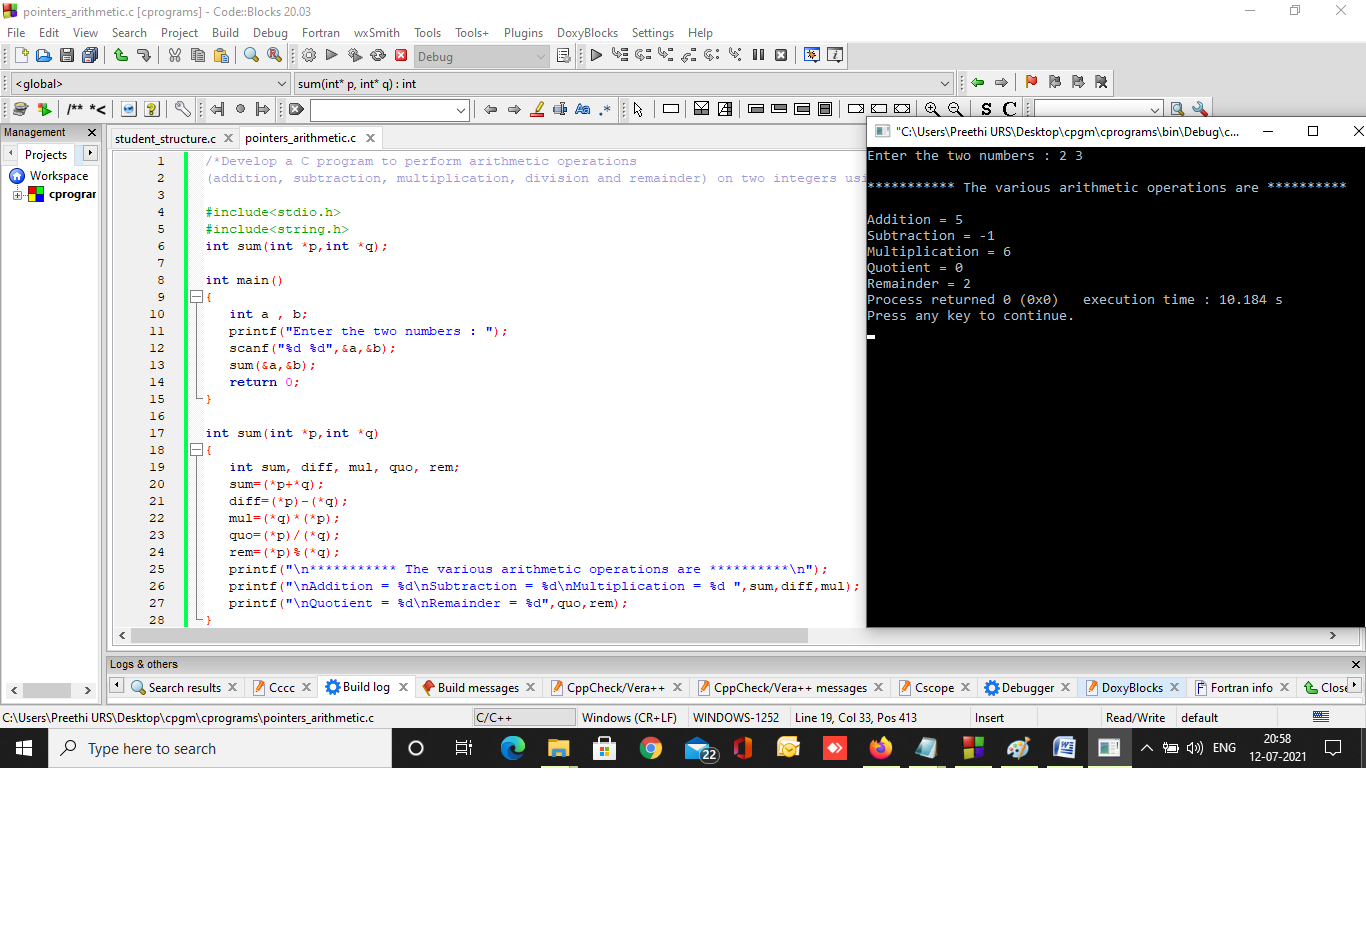 pointers_arithmetic.c [cprograms] - Code::Blocks 20.03
File Edit View Search Project Build Debug Fortran wxSmith Tools Tools+ Plugins DoxyBlocks Settings Help
Debug
<global> sum(int* p, int* q) : int
/** *< Aa .* S C
Management
Projects
Workspace
cprogran
student_structure.c pointers_arithmetic.c
1 /*Develop a C program to perform arithmetic operations
2 (addition, subtraction, multiplication, division and remainder) on two integers usi
3
4 #include<stdio.h>
5 #include<string.h>
6 int sum(int *p,int *q);
7
8 int main()
9 {
10 int a , b;
11 printf("Enter the two numbers : ");
12 scanf("%d %d",&a,&b);
13 sum(&a,&b);
14 return 0;
15 }
16
17 int sum(int *p,int *q)
18 {
19 int sum, diff, mul, quo, rem;
20 sum=(*p+*q);
21 diff=(*p)-(*q);
22 mul=(*q)*(*p);
23 quo=(*p)/(*q);
24 rem=(*p)%(*q);
25 printf("\n*********** The various arithmetic operations are **********\n");
26 printf("\nAddition = %d\nSubtraction = %d\nMultiplication = %d ",sum,diff,mul);
27 printf("\nQuotient = %d\nRemainder = %d",quo,rem);
28 }
"C:\Users\Preethi URS\Desktop\cpgm\cprograms\bin\Debug\c...
Enter the two numbers : 2 3
*********** The various arithmetic operations are **********
Addition = 5
Subtraction = -1
Multiplication = 6
Quotient = 0
Remainder = 2
Process returned 0 (0x0)   execution time : 10.184 s
Press any key to continue.
Logs & others
Search results Cccc Build log Build messages CppCheck/Vera++ CppCheck/Vera++ messages Cscope Debugger DoxyBlocks Fortran info Close
C:\Users\Preethi URS\Desktop\cpgm\cprograms\pointers_arithmetic.c C/C++ Windows (CR+LF) WINDOWS-1252 Line 19, Col 33, Pos 413 Insert Read/Write default
Type here to search 22 ENG 20:58
12-07-2021